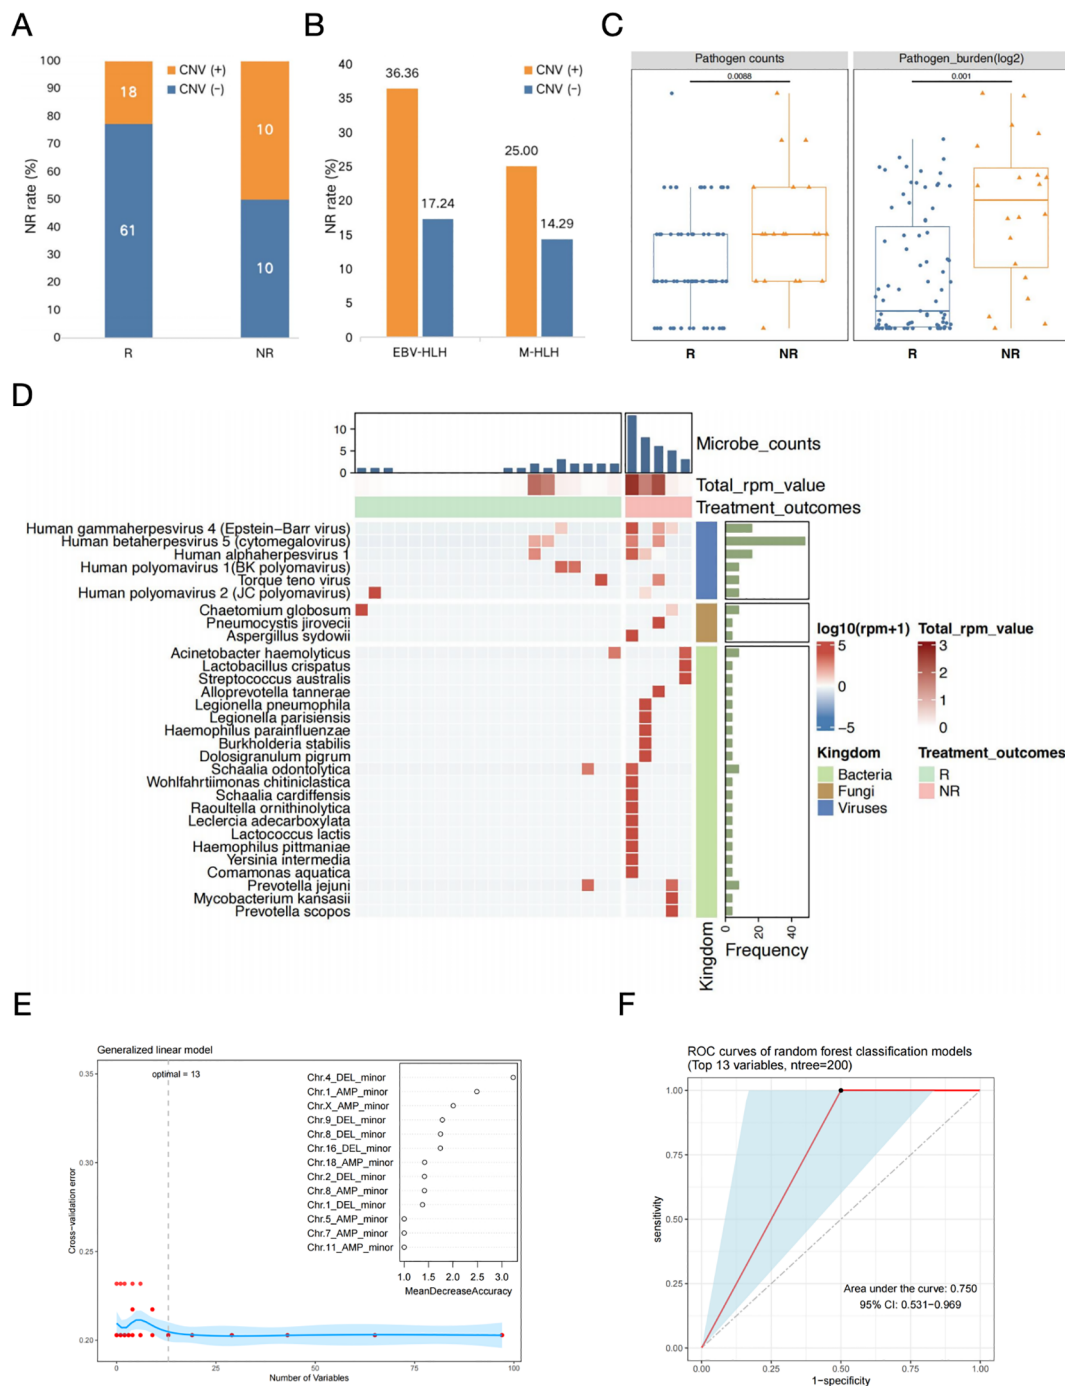 A
NR rate (%)
100
90
80
70
60
50
40
30
20
10
0
18
61
10
10
R
NR
CNV (+)
CNV (−)
B
NR rate (%)
40
35
30
25
20
15
10
5
0
36.36
17.24
25.00
14.29
EBV-HLH
M-HLH
CNV (+)
CNV (−)
C
Pathogen counts
0.0088
R
NR
Pathogen_burden(log2)
0.001
R
NR
D
10
5
0
Microbe_counts
Total_rpm_value
Treatment_outcomes
Human gammaherpesvirus 4 (Epstein−Barr virus)
Human betaherpesvirus 5 (cytomegalovirus)
Human alphaherpesvirus 1
Human polyomavirus 1(BK polyomavirus)
Torque teno virus
Human polyomavirus 2 (JC polyomavirus)
Chaetomium globosum
Pneumocystis jirovecii
Aspergillus sydowii
Acinetobacter haemolyticus
Lactobacillus crispatus
Streptococcus australis
Alloprevotella tannerae
Legionella pneumophila
Legionella parisiensis
Haemophilus parainfluenzae
Burkholderia stabilis
Dolosigranulum pigrum
Schaalia odontolytica
Wohlfahrtiimonas chitiniclastica
Schaalia cardiffensis
Raoultella ornithinolytica
Leclercia adecarboxylata
Lactococcus lactis
Haemophilus pittmaniae
Yersinia intermedia
Comamonas aquatica
Prevotella jejuni
Mycobacterium kansasii
Prevotella scopos
Kingdom
0
20
40
Frequency
log10(rpm+1)
5
0
−5
Total_rpm_value
3
2
1
0
Kingdom
Bacteria
Fungi
Viruses
Treatment_outcomes
R
NR
E
Generalized linear model
Cross−validation error
0.35
0.30
0.25
0.20
optimal = 13
Chr.4_DEL_minor
Chr.1_AMP_minor
Chr.X_AMP_minor
Chr.9_DEL_minor
Chr.8_DEL_minor
Chr.16_DEL_minor
Chr.18_AMP_minor
Chr.2_DEL_minor
Chr.8_AMP_minor
Chr.1_DEL_minor
Chr.5_AMP_minor
Chr.7_AMP_minor
Chr.11_AMP_minor
1.0 1.5 2.0 2.5 3.0
MeanDecreaseAccuracy
0 25 50 75 100
Number of Variables
F
ROC curves of random forest classification models
(Top 13 variables, ntree=200)
sensitivity
1.00
0.75
0.50
0.25
0.00
Area under the curve: 0.750
95% CI: 0.531−0.969
0.00 0.25 0.50 0.75 1.00
1−specificity